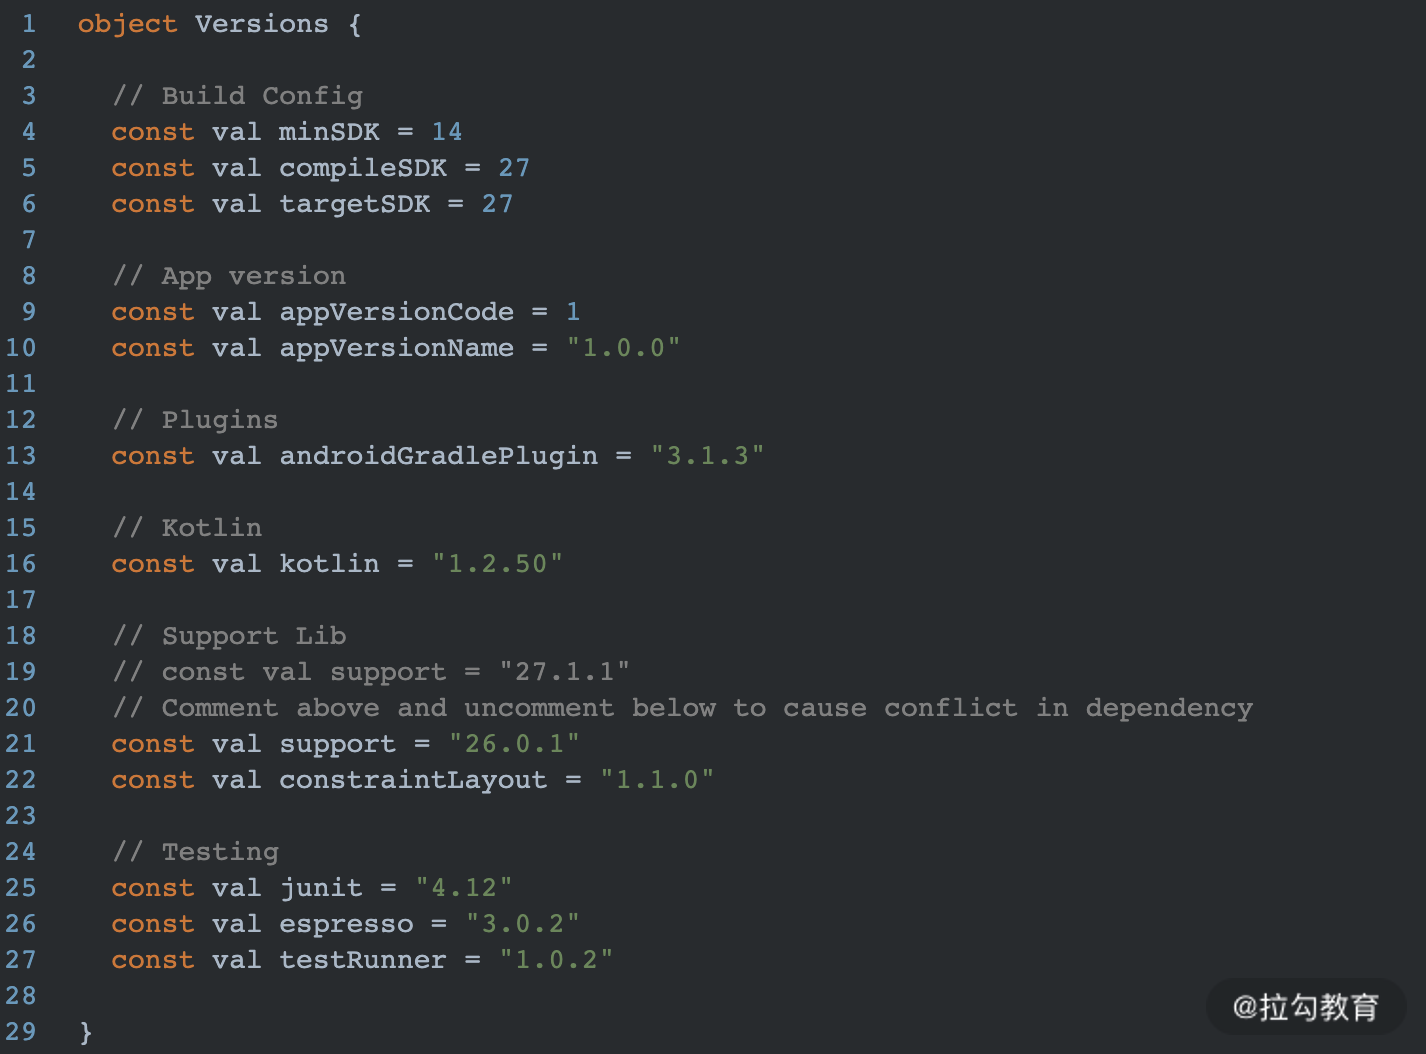 1 object Versions {
2
3 // Build Config
4 const val minSDK = 14
5 const val compileSDK = 27
6 const val targetSDK = 27
7
8 // App version
9 const val appVersionCode = 1
10 const val appVersionName = "1.0.0"
11
12 // Plugins
13 const val androidGradlePlugin = "3.1.3"
14
15 // Kotlin
16 const val kotlin = "1.2.50"
17
18 // Support Lib
19 // const val support = "27.1.1"
20 // Comment above and uncomment below to cause conflict in dependency
21 const val support = "26.0.1"
22 const val constraintLayout = "1.1.0"
23
24 // Testing
25 const val junit = "4.12"
26 const val espresso = "3.0.2"
27 const val testRunner = "1.0.2"
28
29 }
@拉勾教育